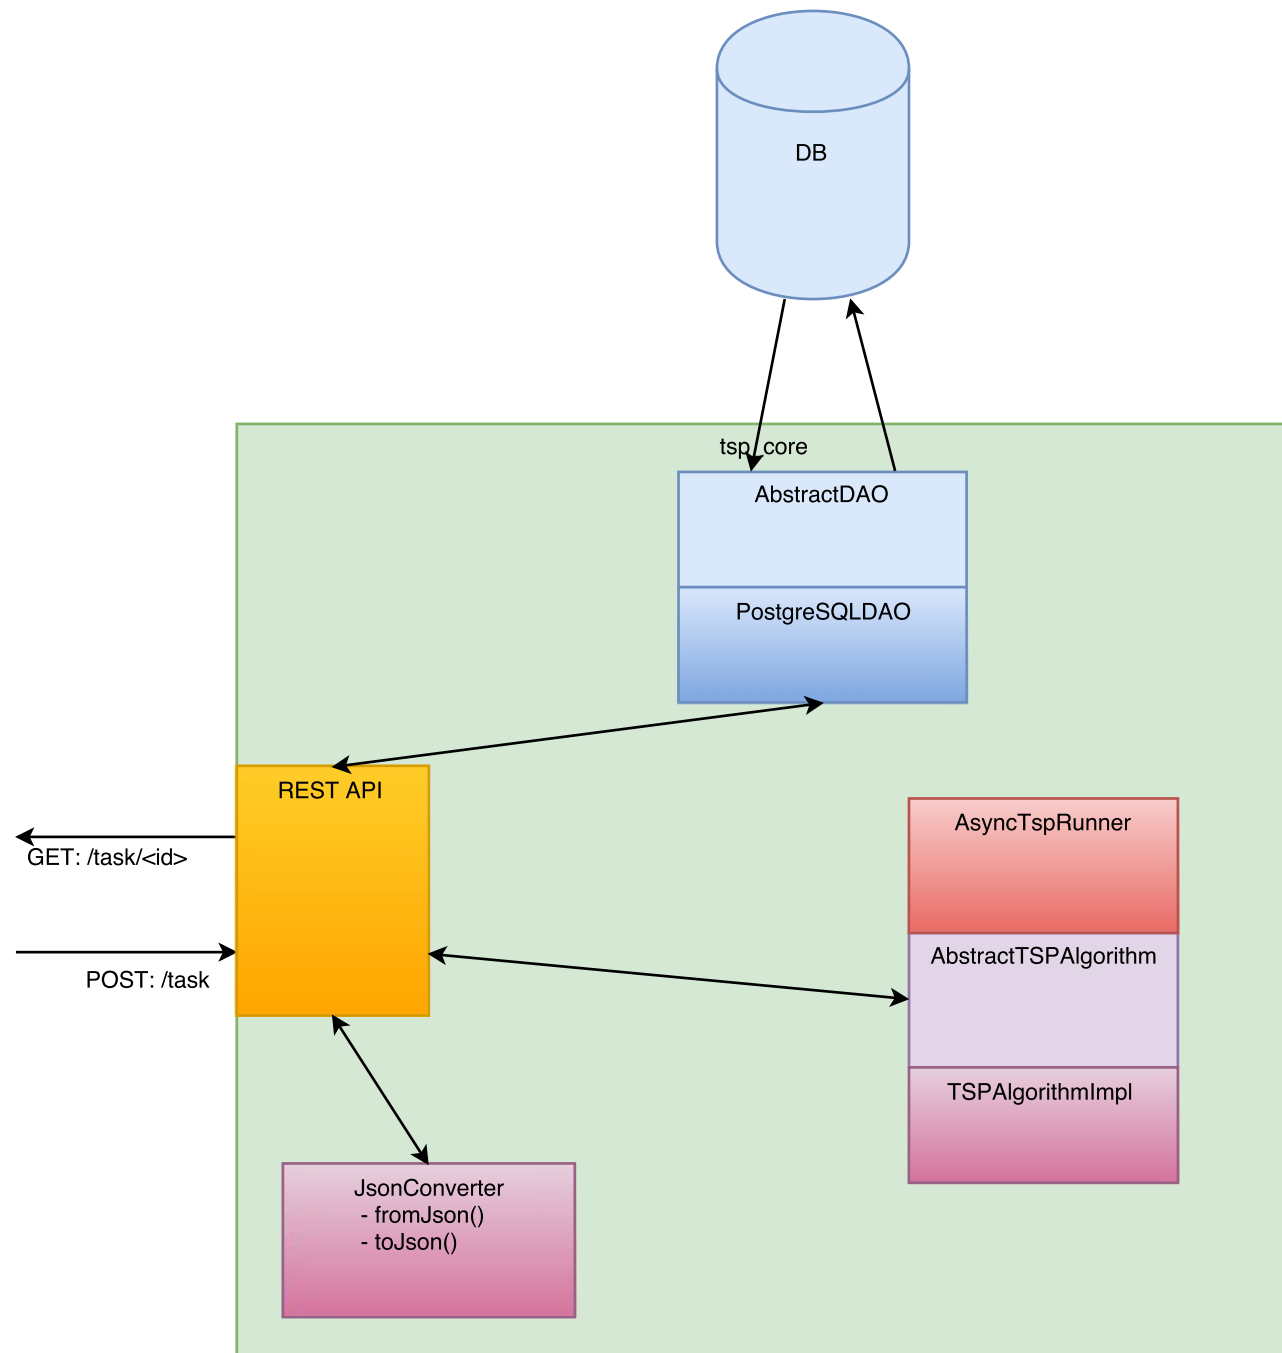 DB
tsp_core
AbstractDAO
PostgreSQLDAO
REST API
GET: /task/<id>
POST: /task
AsyncTspRunner
AbstractTSPAlgorithm
TSPAlgorithmImpl
JsonConverter
- fromJson()
- toJson()